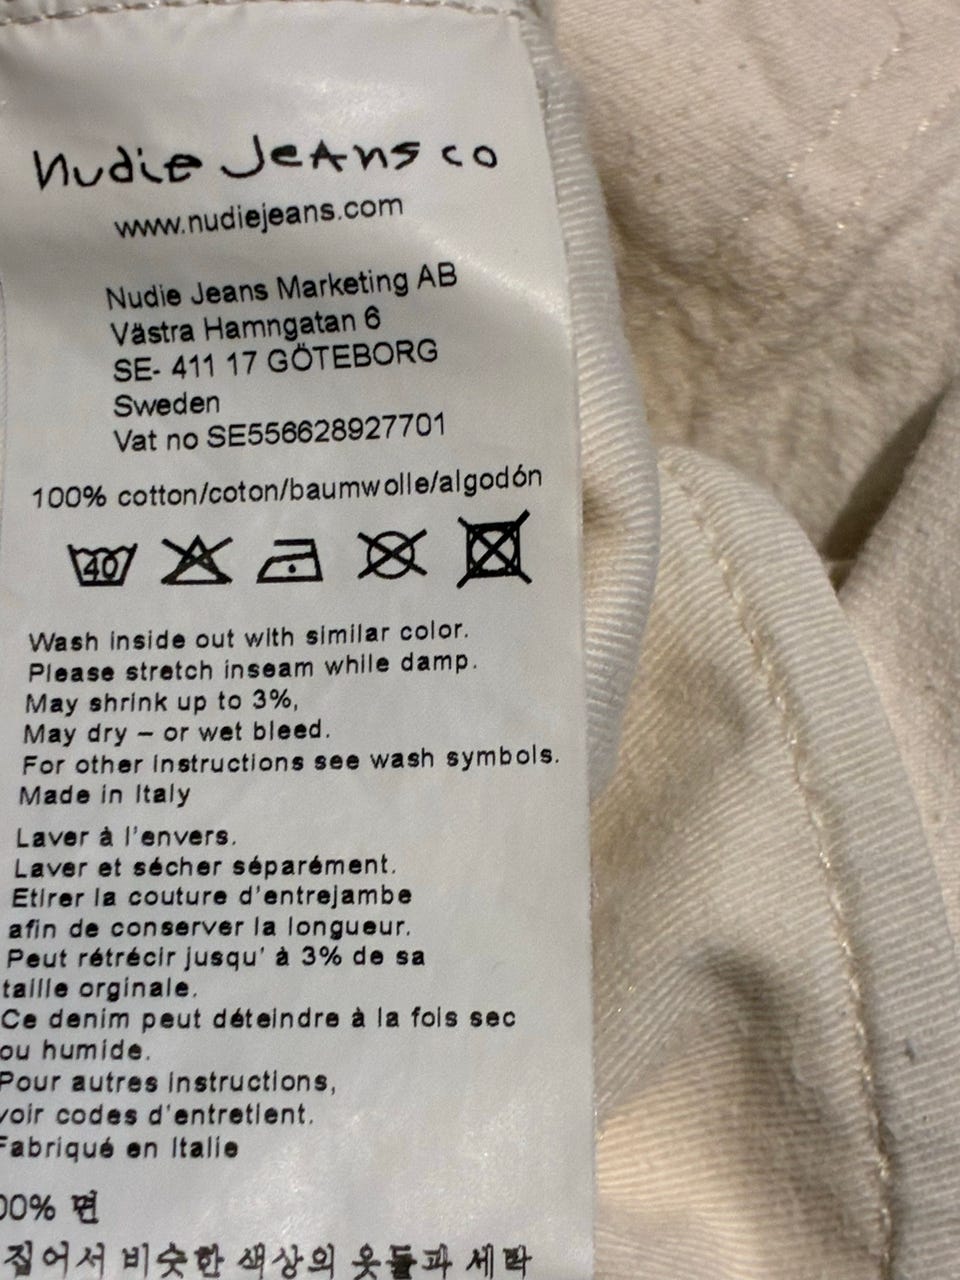 Nudie Jeans co
www.nudiejeans.com
Nudie Jeans Marketing AB
Västra Hamngatan 6
SE- 411 17 GÖTEBORG
Sweden
Vat no SE556628927701
100% cotton/coton/baumwolle/algodón
40
Wash inside out with similar color.
Please stretch inseam while damp.
May shrink up to 3%,
May dry – or wet bleed.
For other instructions see wash symbols.
Made in Italy
Laver à l'envers.
Laver et sécher séparément.
Etirer la couture d'entrejambe
afin de conserver la longueur.
Peut rétrécir jusqu' à 3% de sa
taille orginale.
Ce denim peut déteindre à la fois sec
ou humide.
Pour autres instructions,
voir codes d'entretient.
Fabriqué en Italie
00% 면
집어서 비슷한 색상의 옷들과 세탁